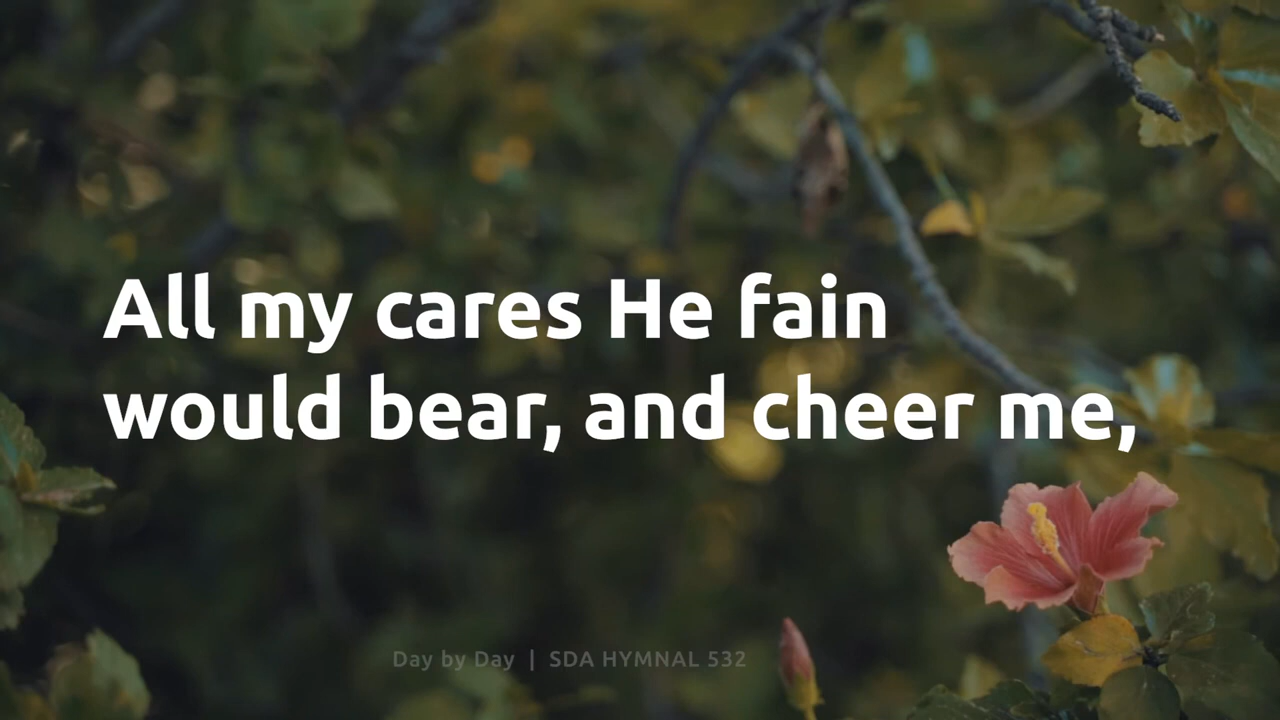 All my cares He fain
would bear, and cheer me,
Day by Day | SDA HYMNAL 532